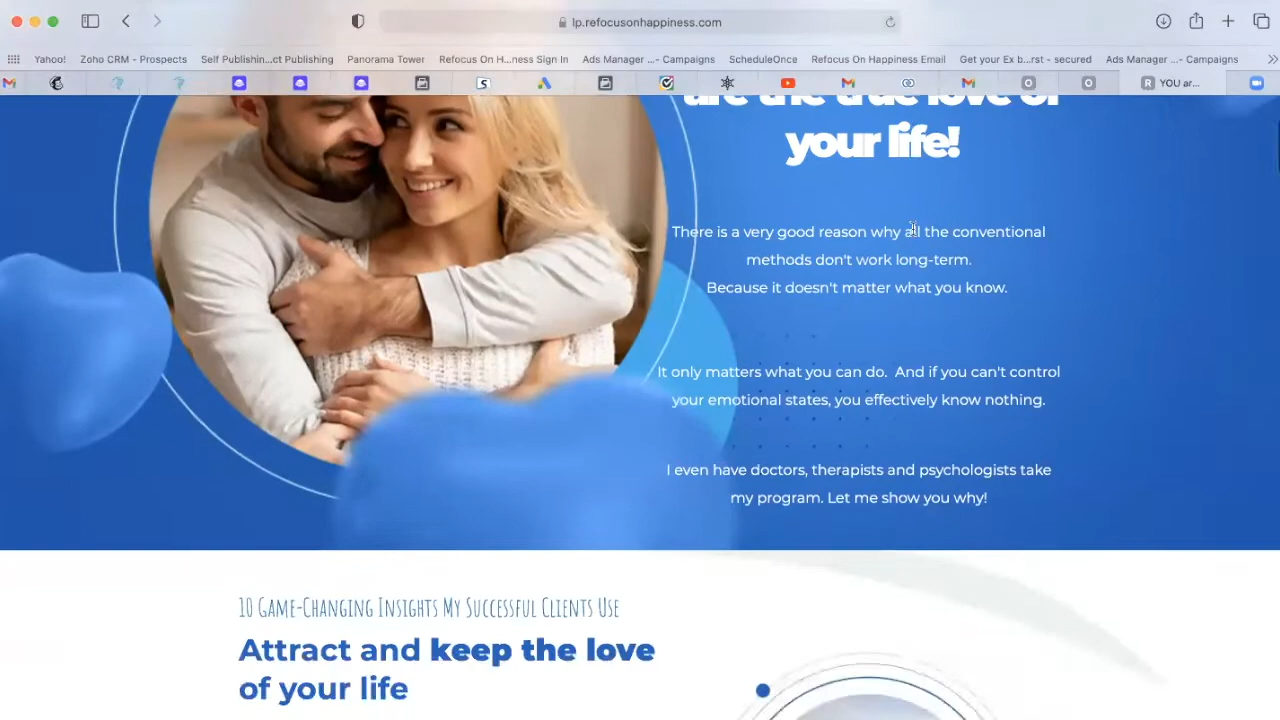 lp.refocusonhappiness.com
Yahoo! Zoho CRM - Prospects Self Publishin...ct Publishing Panorama Tower Refocus On H...ness Sign In Ads Manager ...- Campaigns ScheduleOnce Refocus On Happiness Email Get your Ex b...rst - secured Ads Manager ...- Campaigns
R YOU ar...
are the true love of
your life!
There is a very good reason why all the conventional
methods don't work long-term.
Because it doesn't matter what you know.
It only matters what you can do. And if you can't control
your emotional states, you effectively know nothing.
I even have doctors, therapists and psychologists take
my program. Let me show you why!
10 Game-Changing Insights My Successful Clients Use
Attract and keep the love
of your life